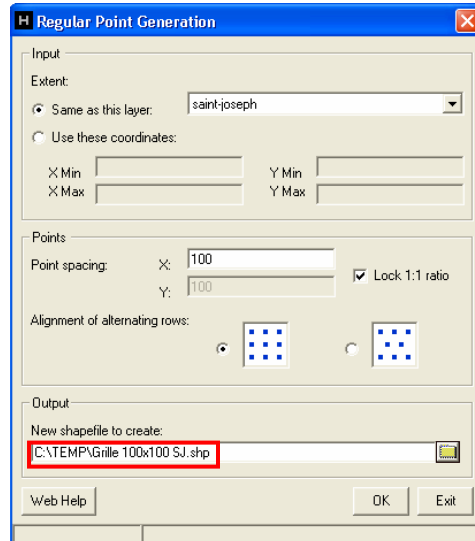 H Regular Point Generation
Input
Extent:
Same as this layer: saint-joseph
Use these coordinates:
X Min Y Min
X Max Y Max
Points
Point spacing: X: 100 Lock 1:1 ratio
Y: 100
Alignment of alternating rows:
Output
New shapefile to create:
C:\TEMP\Grille 100x100 SJ.shp
Web Help OK Exit